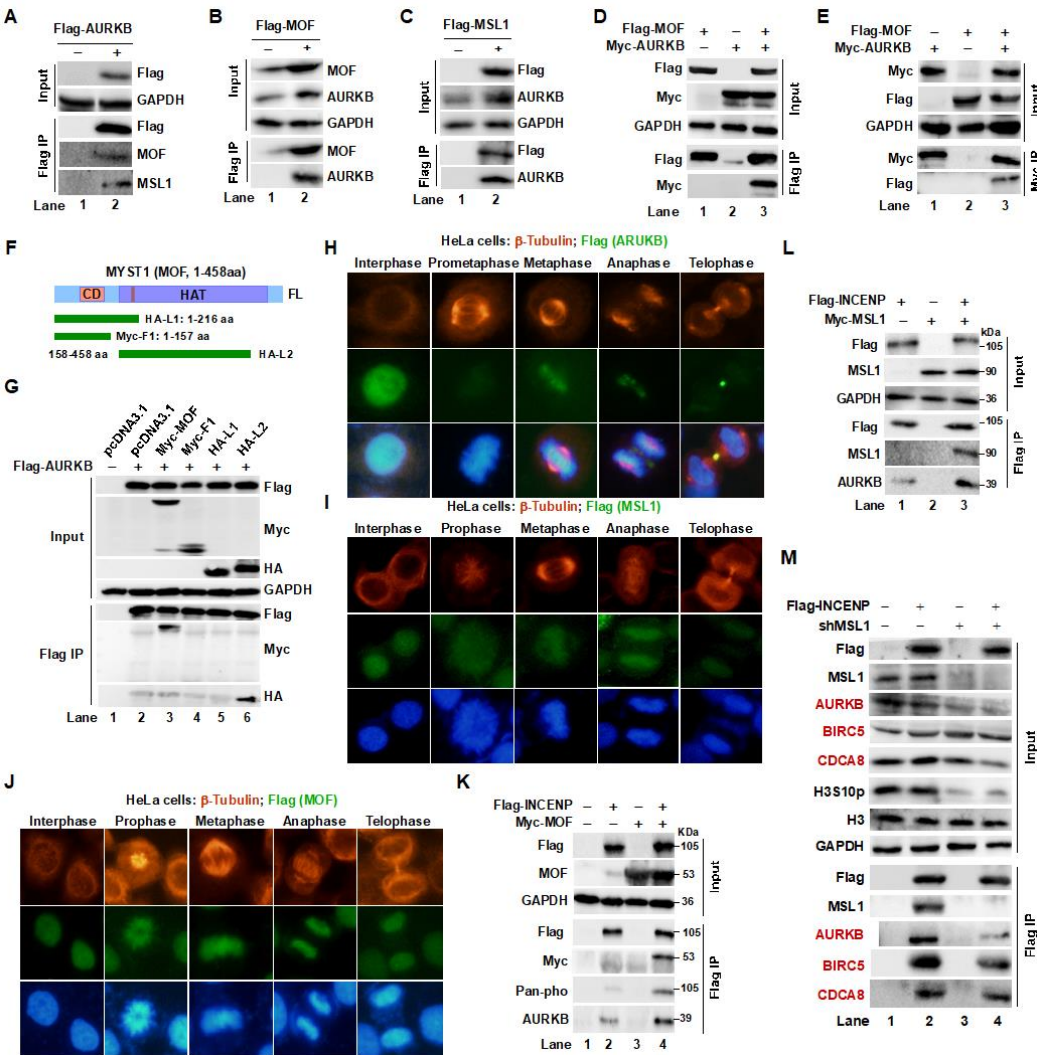 A
Flag-AURKB
– +
Input
Flag
GAPDH
Flag IP
Flag
MOF
MSL1
Lane 1 2
B
Flag-MOF
– +
Input
MOF
AURKB
GAPDH
Flag IP
MOF
AURKB
Lane 1 2
C
Flag-MSL1
– +
Input
Flag
AURKB
GAPDH
Flag IP
Flag
AURKB
Lane 1 2
D
Flag-MOF + – +
Myc-AURKB – + +
Flag
Myc
GAPDH
Input
Flag
Myc
Flag IP
Lane 1 2 3
E
Flag-MOF – + +
Myc-AURKB + – +
Myc
Flag
GAPDH
Input
Myc
Flag
Myc IP
Lane 1 2 3
F
MYST1 (MOF, 1-458aa)
CD HAT FL
HA-L1: 1-216 aa
Myc-F1: 1-157 aa
158-458 aa HA-L2
G
pcDNA3.1
pcDNA3.1
Myc-MOF
Myc-F1
HA-L1
HA-L2
Flag-AURKB – + + + + +
Input
Flag
Myc
HA
GAPDH
Flag IP
Flag
Myc
HA
Lane 1 2 3 4 5 6
H
HeLa cells: β-Tubulin; Flag (ARUKB)
Interphase Prometaphase Metaphase Anaphase Telophase
I
HeLa cells: β-Tubulin; Flag (MSL1)
Interphase Prophase Metaphase Anaphase Telophase
J
HeLa cells: β-Tubulin; Flag (MOF)
Interphase Prophase Metaphase Anaphase Telophase
K
Flag-INCENP – + – +
Myc-MOF – – + +
KDa
Flag 105
MOF 53
GAPDH 36
Input
Flag 105
Myc 53
Pan-pho 105
AURKB 39
Flag IP
Lane 1 2 3 4
L
Flag-INCENP + – +
Myc-MSL1 – + +
kDa
Flag 105
MSL1 90
GAPDH 36
Input
Flag 105
MSL1 90
AURKB 39
Flag IP
Lane 1 2 3
M
Flag-INCENP – + – +
shMSL1 – – + +
Flag
MSL1
AURKB
BIRC5
CDCA8
H3S10p
H3
GAPDH
Input
Flag
MSL1
AURKB
BIRC5
CDCA8
Flag IP
Lane 1 2 3 4